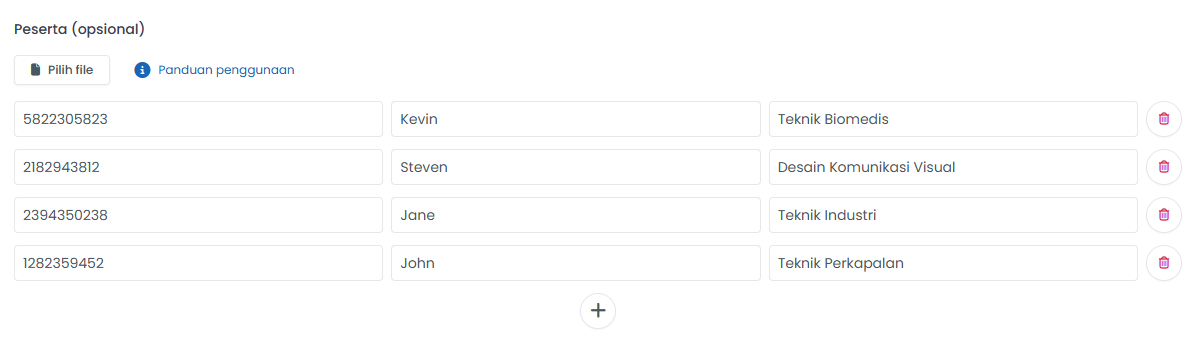 Peserta (opsional)
Pilih file Panduan penggunaan
5822305823 Kevin Teknik Biomedis
2182943812 Steven Desain Komunikasi Visual
2394350238 Jane Teknik Industri
1282359452 John Teknik Perkapalan